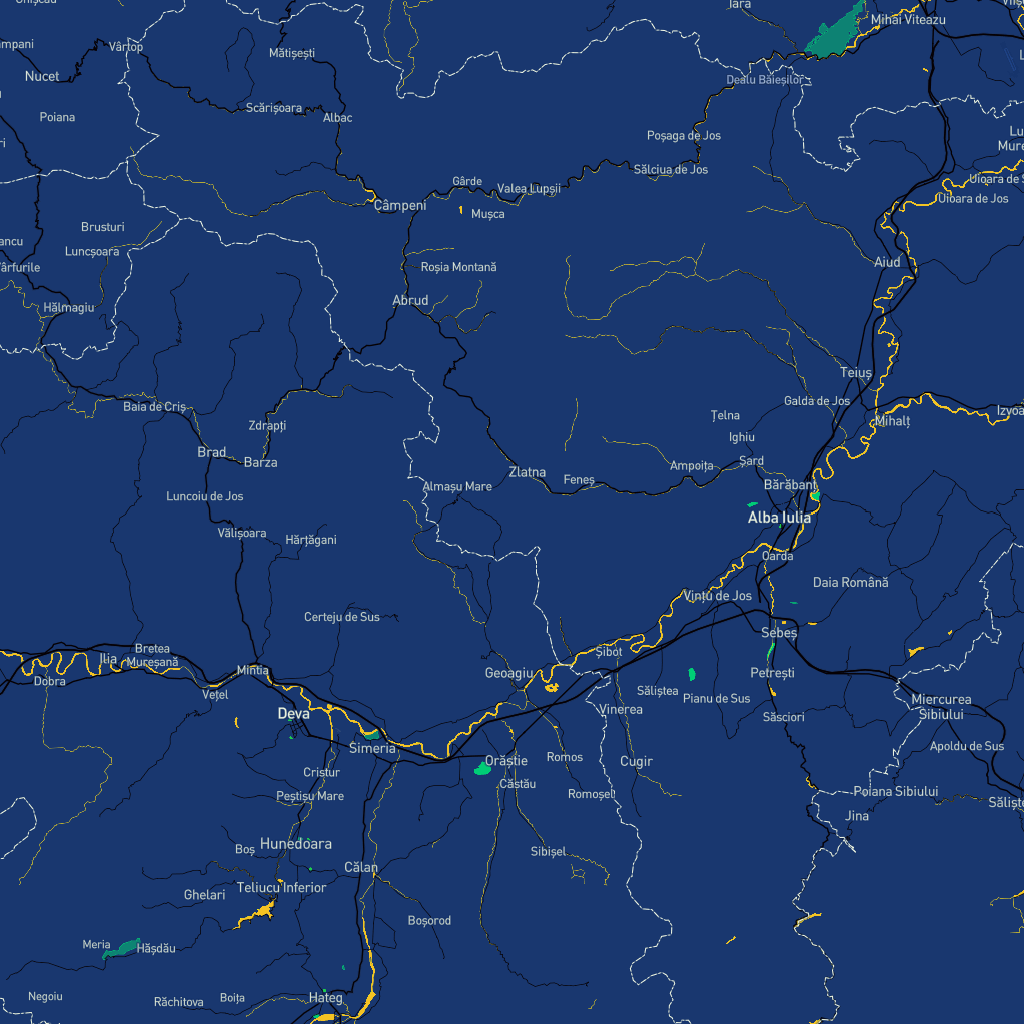 Mihai Viteazu
Vârtop
Mătișești
Nucet
Dealu Băieșilor
Scărișoara
Poiana
Albac
Poșaga de Jos
Sălciua de Jos
Gârde
Valea Lupșii
Uioara de Jos
Câmpeni
Mușca
Brusturi
Luncșoara
Aiud
Roșia Montană
Abrud
Hălmagiu
Teiuș
Galda de Jos
Baia de Criș
Țelna
Mihalț
Zdrapți
Ighiu
Brad
Barza
Șard
Ampoița
Zlatna
Feneș
Almașu Mare
Bărăbanț
Luncoiu de Jos
Alba Iulia
Vălișoara
Hărțăgani
Oarda
Daia Română
Vințu de Jos
Certeju de Sus
Sebeș
Bretea
Mureșană
Ilia
Șibot
Mintia
Geoagiu
Petrești
Dobra
Vețel
Săliștea
Pianu de Sus
Miercurea
Sibiului
Vinerea
Deva
Săsciori
Simeria
Apoldu de Sus
Orăștie
Romos
Cugir
Cristur
Căstău
Peștișu Mare
Romoșel
Poiana Sibiului
Jina
Hunedoara
Boș
Sibișel
Călan
Ghelari
Teliucu Inferior
Boșorod
Meria
Hășdău
Negoiu
Răchitova
Boița
Hațeg